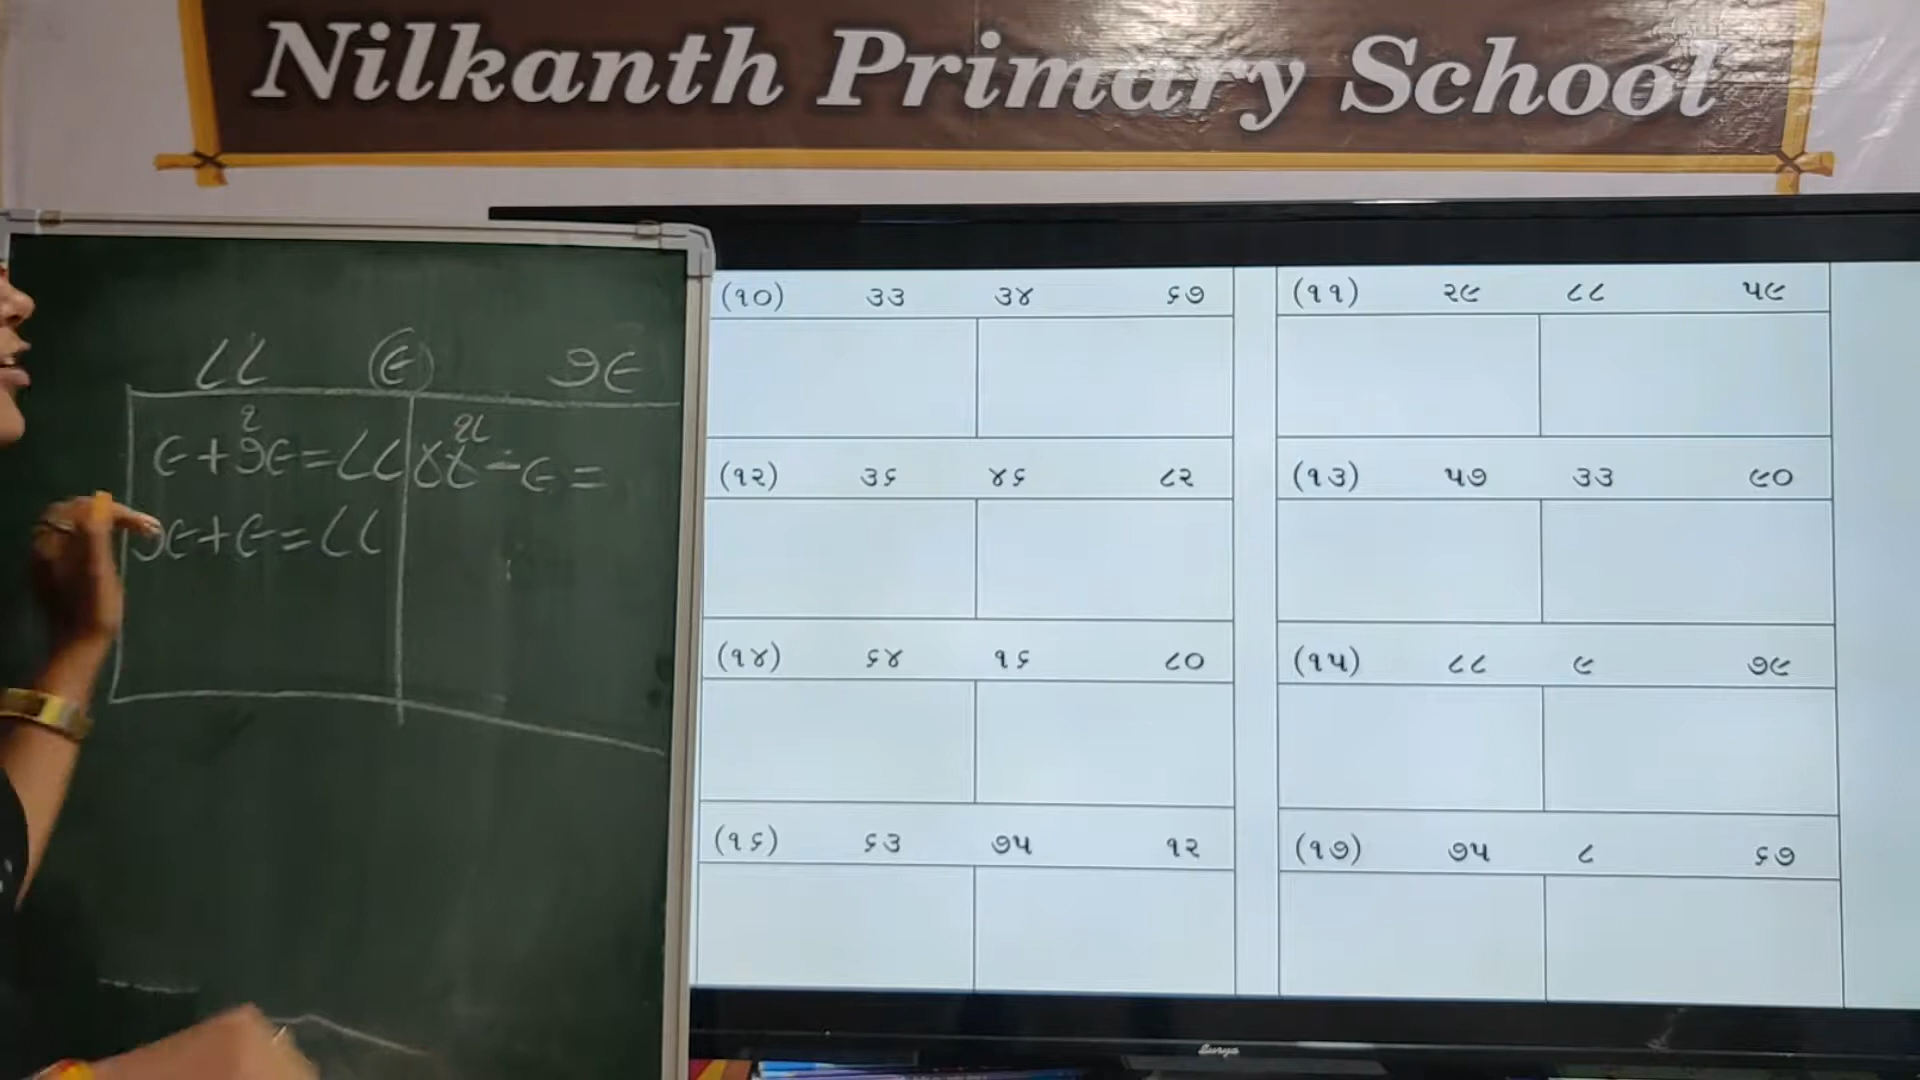 Nilkanth Primary School
૮૮ ૯ ૭૯
૯+૭૯=૮૮
૭૯+૯=૮૮
(૧૦) ૩૩ ૩૪ ૬૭
(૧૧) ૨૯ ૮૮ ૫૯
(૧૨) ૩૬ ૪૬ ૮૨
(૧૩) ૫૭ ૩૩ ૯૦
(૧૪) ૬૪ ૧૬ ૮૦
(૧૫) ૮૮ ૯ ૭૯
(૧૬) ૬૩ ૭૫ ૧૨
(૧૭) ૭૫ ૮ ૬૭
Surya